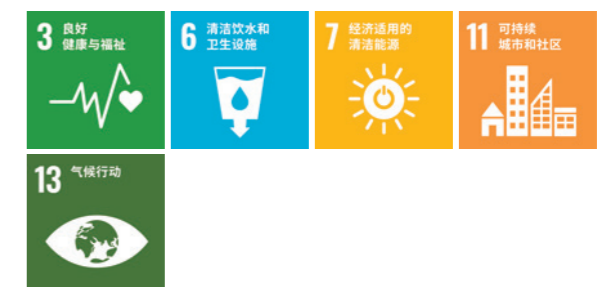 3 良好
健康与福祉
6 清洁饮水和
卫生设施
7 经济适用的
清洁能源
11 可持续
城市和社区
13 气候行动